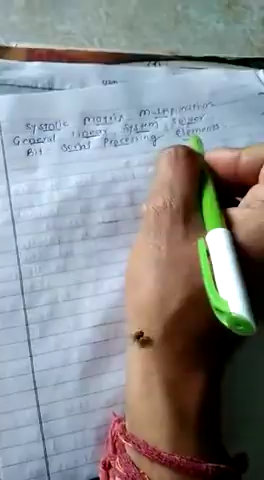 Systolic Matrix - Multiplication
General linear System Solver
Bit - Serial Processing elements